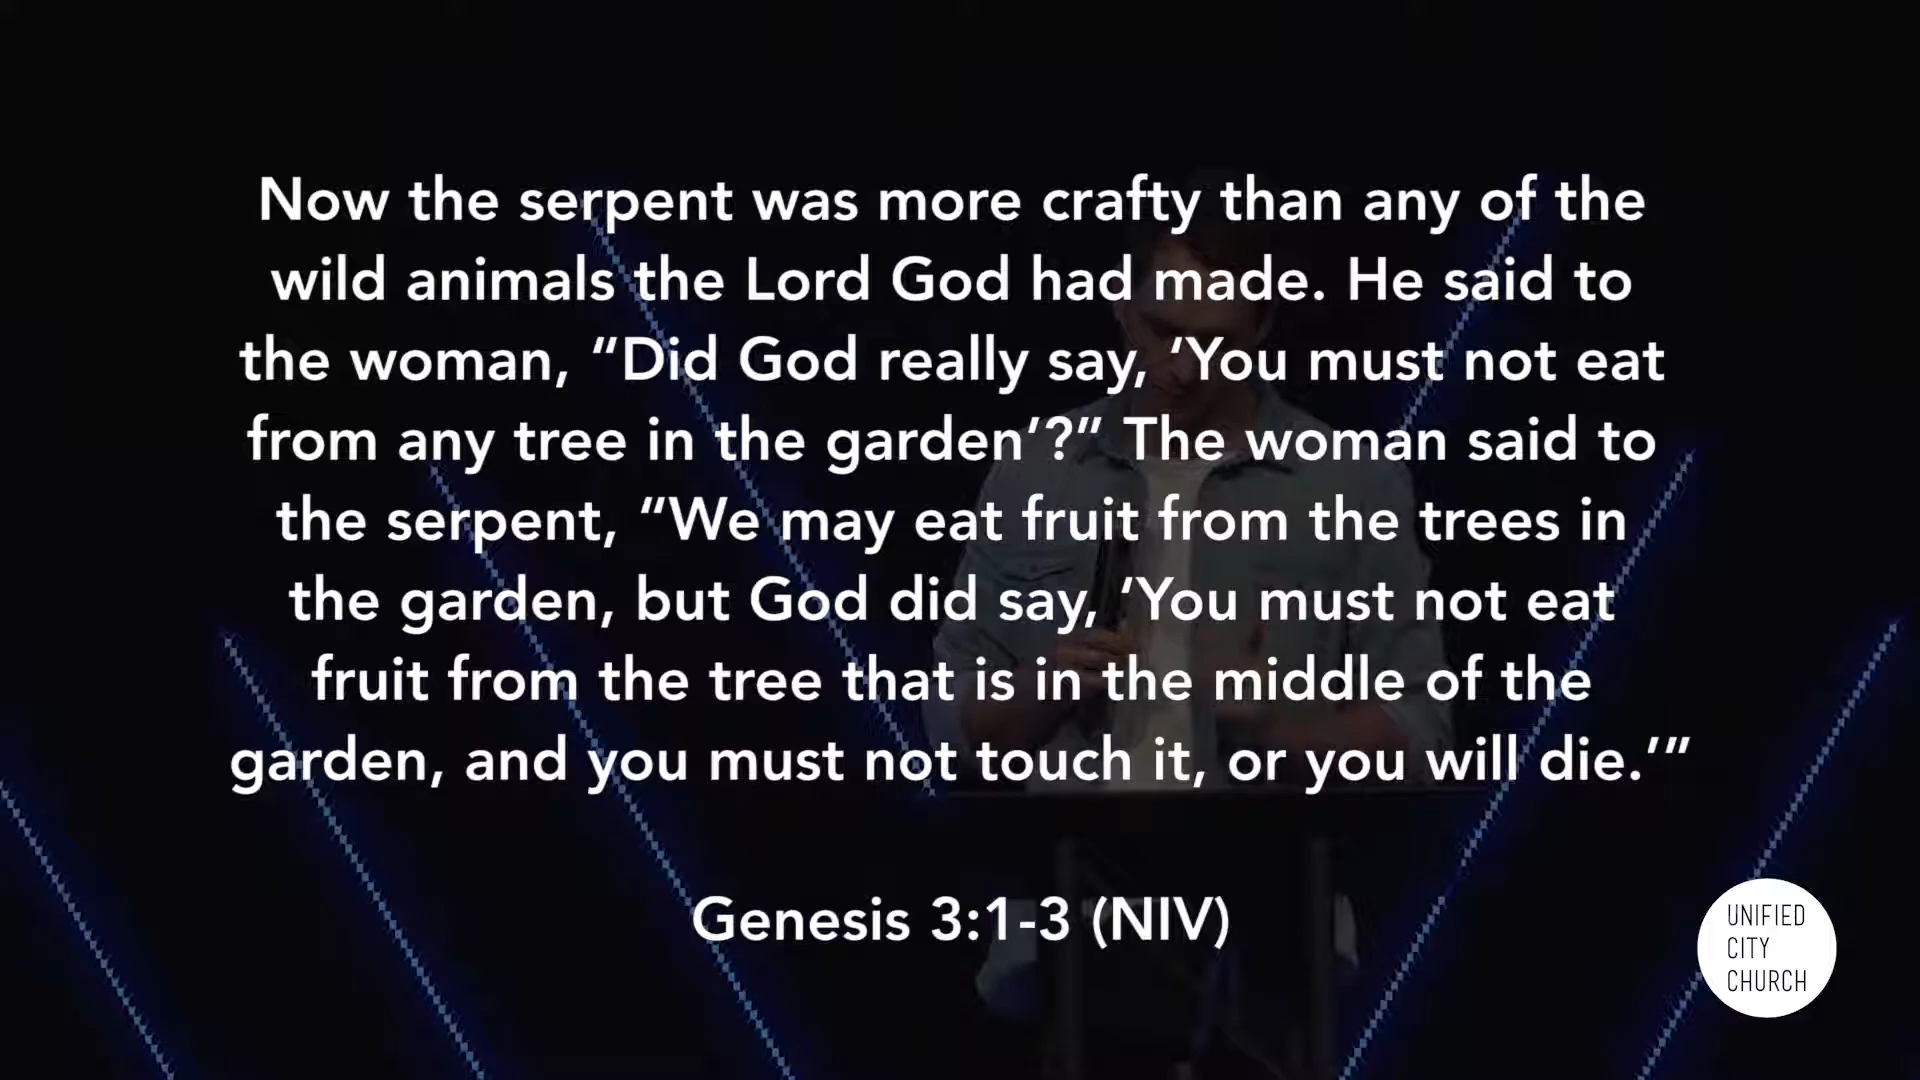 Now the serpent was more crafty than any of the
wild animals the Lord God had made. He said to
the woman, “Did God really say, ‘You must not eat
from any tree in the garden’?” The woman said to
the serpent, “We may eat fruit from the trees in
the garden, but God did say, ‘You must not eat
fruit from the tree that is in the middle of the
garden, and you must not touch it, or you will die.’”
Genesis 3:1-3 (NIV)
UNIFIED
CITY
CHURCH